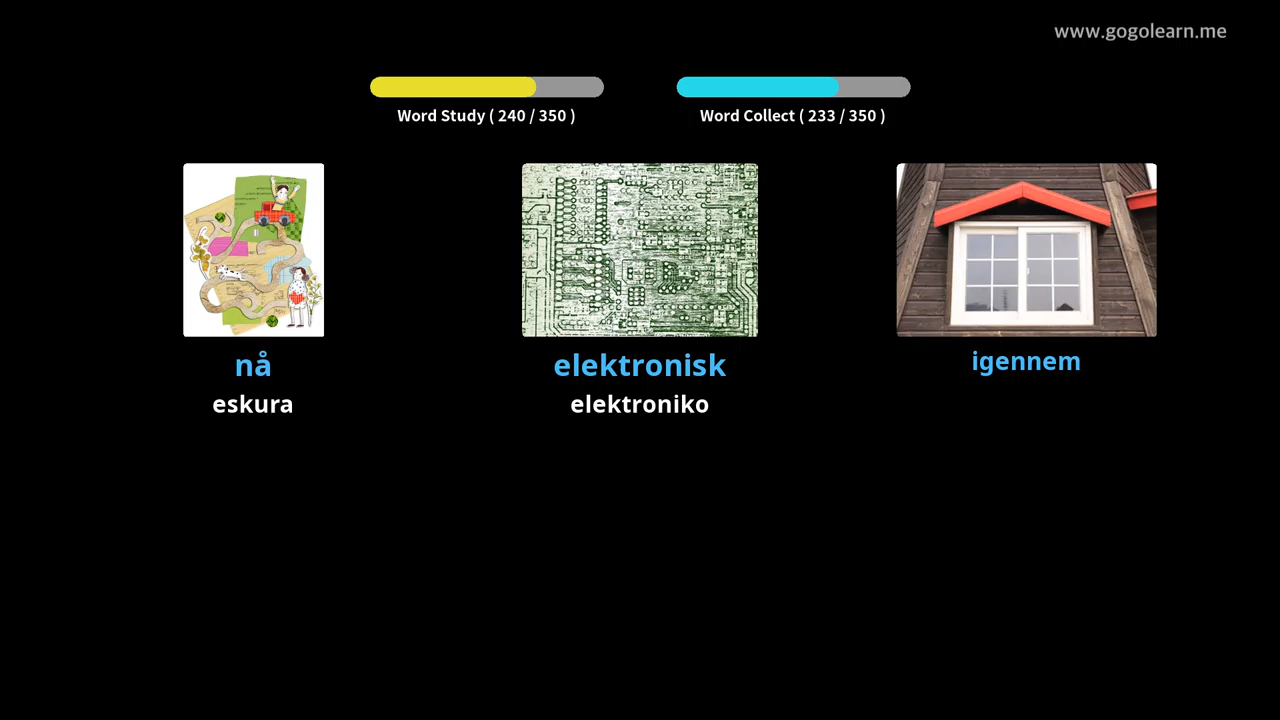 www.gogolearn.me
Word Study ( 240 / 350 )
Word Collect ( 233 / 350 )
nå
elektronisk
igennem
eskura
elektroniko